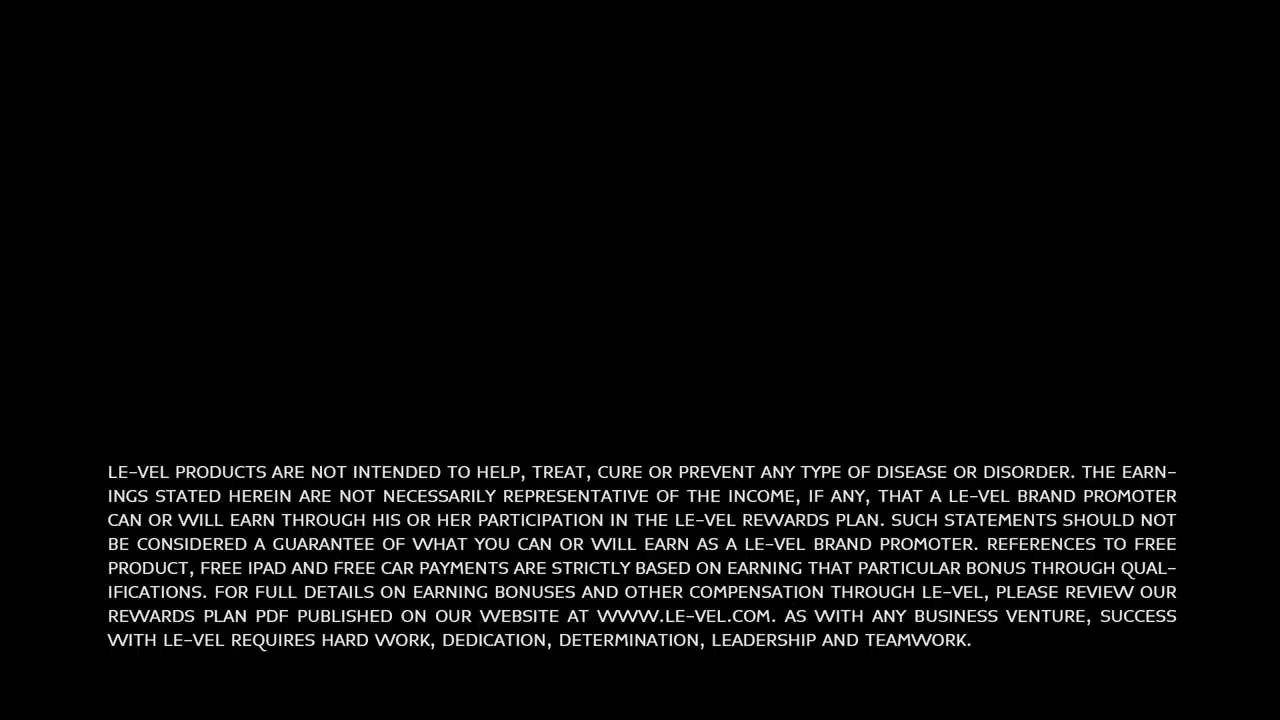 LE-VEL PRODUCTS ARE NOT INTENDED TO HELP, TREAT, CURE OR PREVENT ANY TYPE OF DISEASE OR DISORDER. THE EARN-
INGS STATED HEREIN ARE NOT NECESSARILY REPRESENTATIVE OF THE INCOME, IF ANY, THAT A LE-VEL BRAND PROMOTER
CAN OR WILL EARN THROUGH HIS OR HER PARTICIPATION IN THE LE-VEL REWARDS PLAN. SUCH STATEMENTS SHOULD NOT
BE CONSIDERED A GUARANTEE OF WHAT YOU CAN OR WILL EARN AS A LE-VEL BRAND PROMOTER. REFERENCES TO FREE
PRODUCT, FREE IPAD AND FREE CAR PAYMENTS ARE STRICTLY BASED ON EARNING THAT PARTICULAR BONUS THROUGH QUAL-
IFICATIONS. FOR FULL DETAILS ON EARNING BONUSES AND OTHER COMPENSATION THROUGH LE-VEL, PLEASE REVIEW OUR
REWARDS PLAN PDF PUBLISHED ON OUR WEBSITE AT WWW.LE-VEL.COM. AS WITH ANY BUSINESS VENTURE, SUCCESS
WITH LE-VEL REQUIRES HARD WORK, DEDICATION, DETERMINATION, LEADERSHIP AND TEAMWORK.